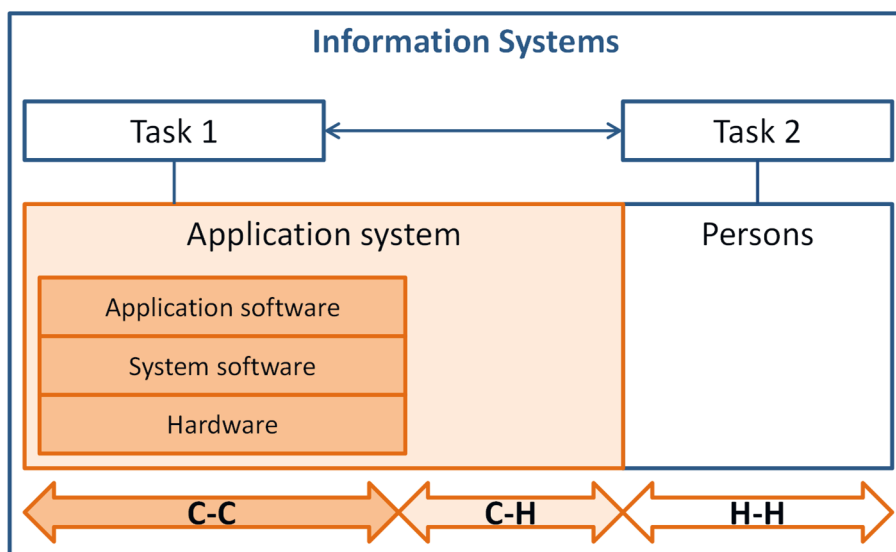 Information Systems
Task 1
Task 2
Application system
Persons
Application software
System software
Hardware
C-C
C-H
H-H